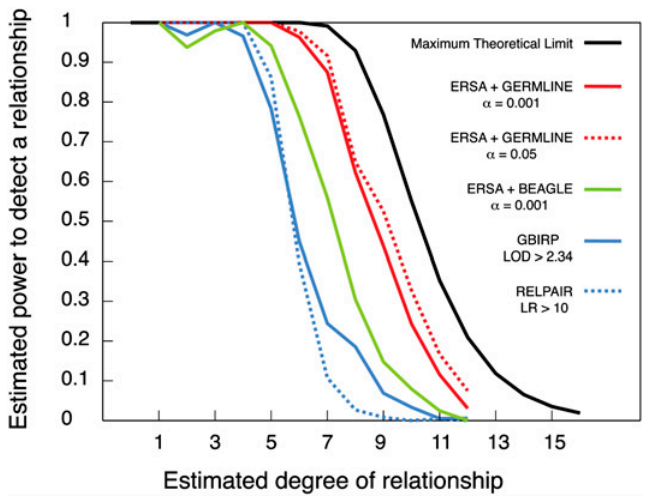 Estimated power to detect a relationship
1
0.9
0.8
0.7
0.6
0.5
0.4
0.3
0.2
0.1
0
Maximum Theoretical Limit
ERSA + GERMLINE
α = 0.001
ERSA + GERMLINE
α = 0.05
ERSA + BEAGLE
α = 0.001
GBIRP
LOD > 2.34
RELPAIR
LR > 10
1 3 5 7 9 11 13 15
Estimated degree of relationship